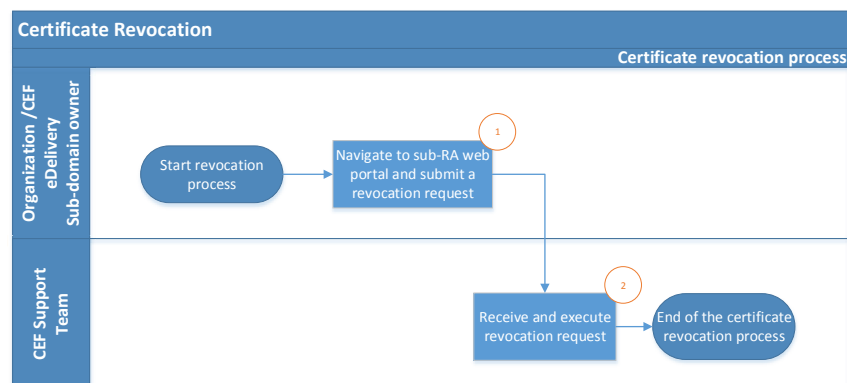 Certificate Revocation
Certificate revocation process
Organization /CEF
eDelivery
Sub-domain owner
Start revocation
process
1
Navigate to sub-RA web
portal and submit a
revocation request
CEF Support
Team
2
Receive and execute
revocation request
End of the certificate
revocation process